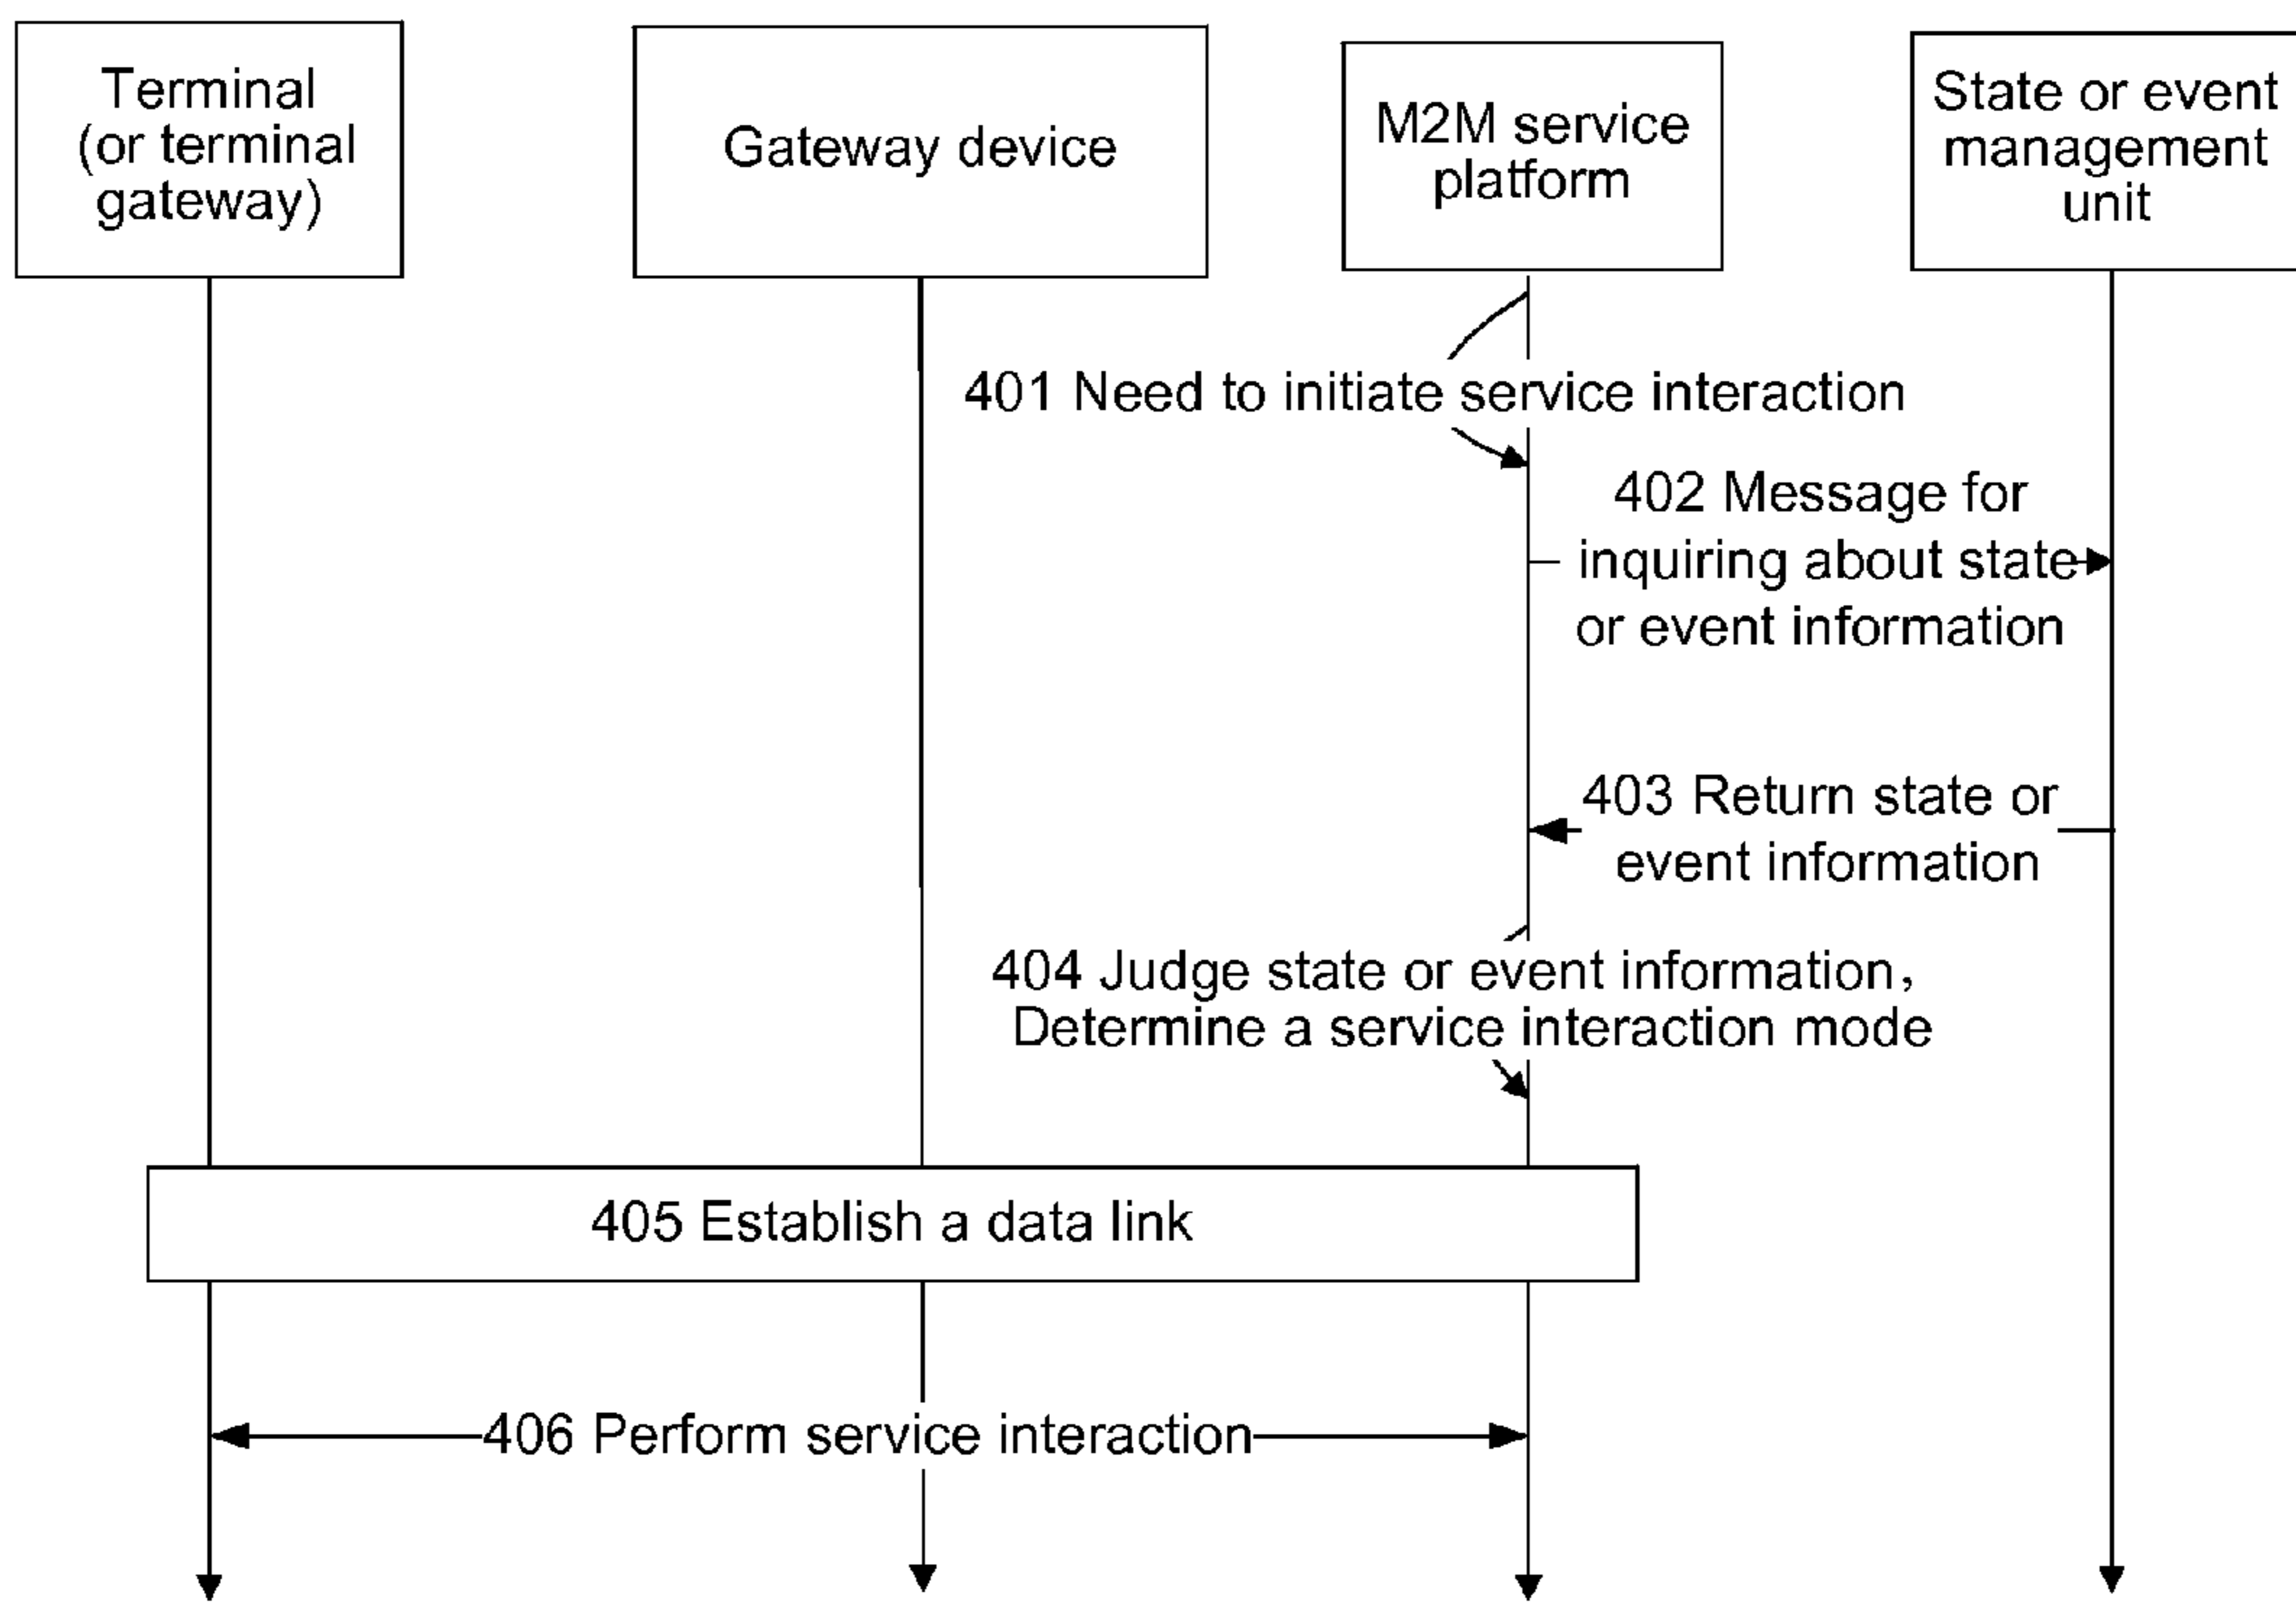 Terminal
(or terminal
gateway)
Gateway device
M2M service
platform
State or event
management
unit
401 Need to initiate service interaction
402 Message for
inquiring about state
or event information
403 Return state or
event information
404 Judge state or event information,
Determine a service interaction mode
405 Establish a data link
406 Perform service interaction